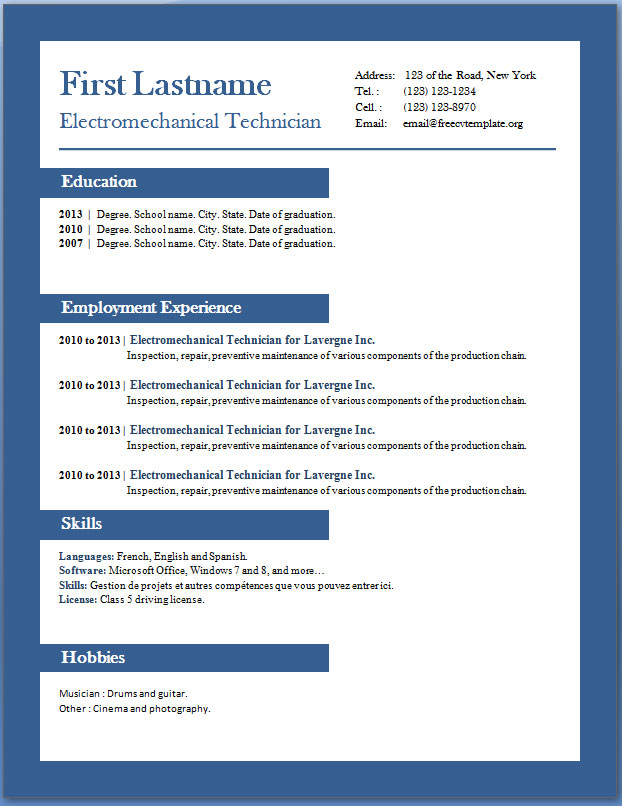 First Lastname
Electromechanical Technician
Address: 123 of the Road, New York
Tel. : (123) 123-1234
Cell. : (123) 123-8970
Email: email@freecvtemplate.org
Education
2013 | Degree. School name. City. State. Date of graduation.
2010 | Degree. School name. City. State. Date of graduation.
2007 | Degree. School name. City. State. Date of graduation.
Employment Experience
2010 to 2013 | Electromechanical Technician for Lavergne Inc.
Inspection, repair, preventive maintenance of various components of the production chain.
2010 to 2013 | Electromechanical Technician for Lavergne Inc.
Inspection, repair, preventive maintenance of various components of the production chain.
2010 to 2013 | Electromechanical Technician for Lavergne Inc.
Inspection, repair, preventive maintenance of various components of the production chain.
2010 to 2013 | Electromechanical Technician for Lavergne Inc.
Inspection, repair, preventive maintenance of various components of the production chain.
Skills
Languages: French, English and Spanish.
Software: Microsoft Office, Windows 7 and 8, and more…
Skills: Gestion de projets et autres compétences que vous pouvez entrer ici.
License: Class 5 driving license.
Hobbies
Musician : Drums and guitar.
Other : Cinema and photography.